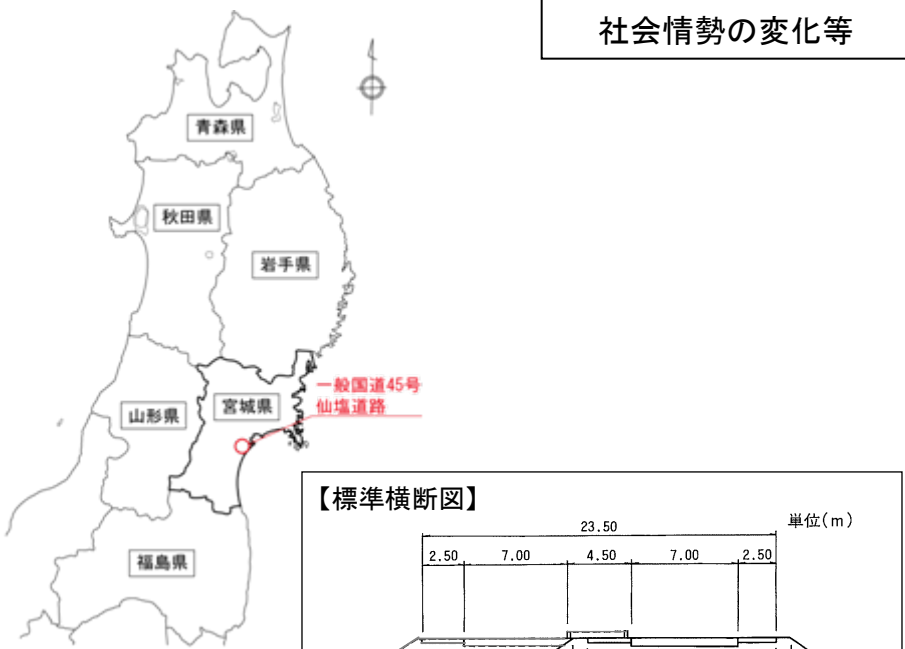 社会情勢の変化等
青森県
秋田県
岩手県
一般国道45号
仙塩道路
宮城県
山形県
福島県
【標準横断図】
単位(m)
23.50
2.50 7.00 4.50 7.00 2.50